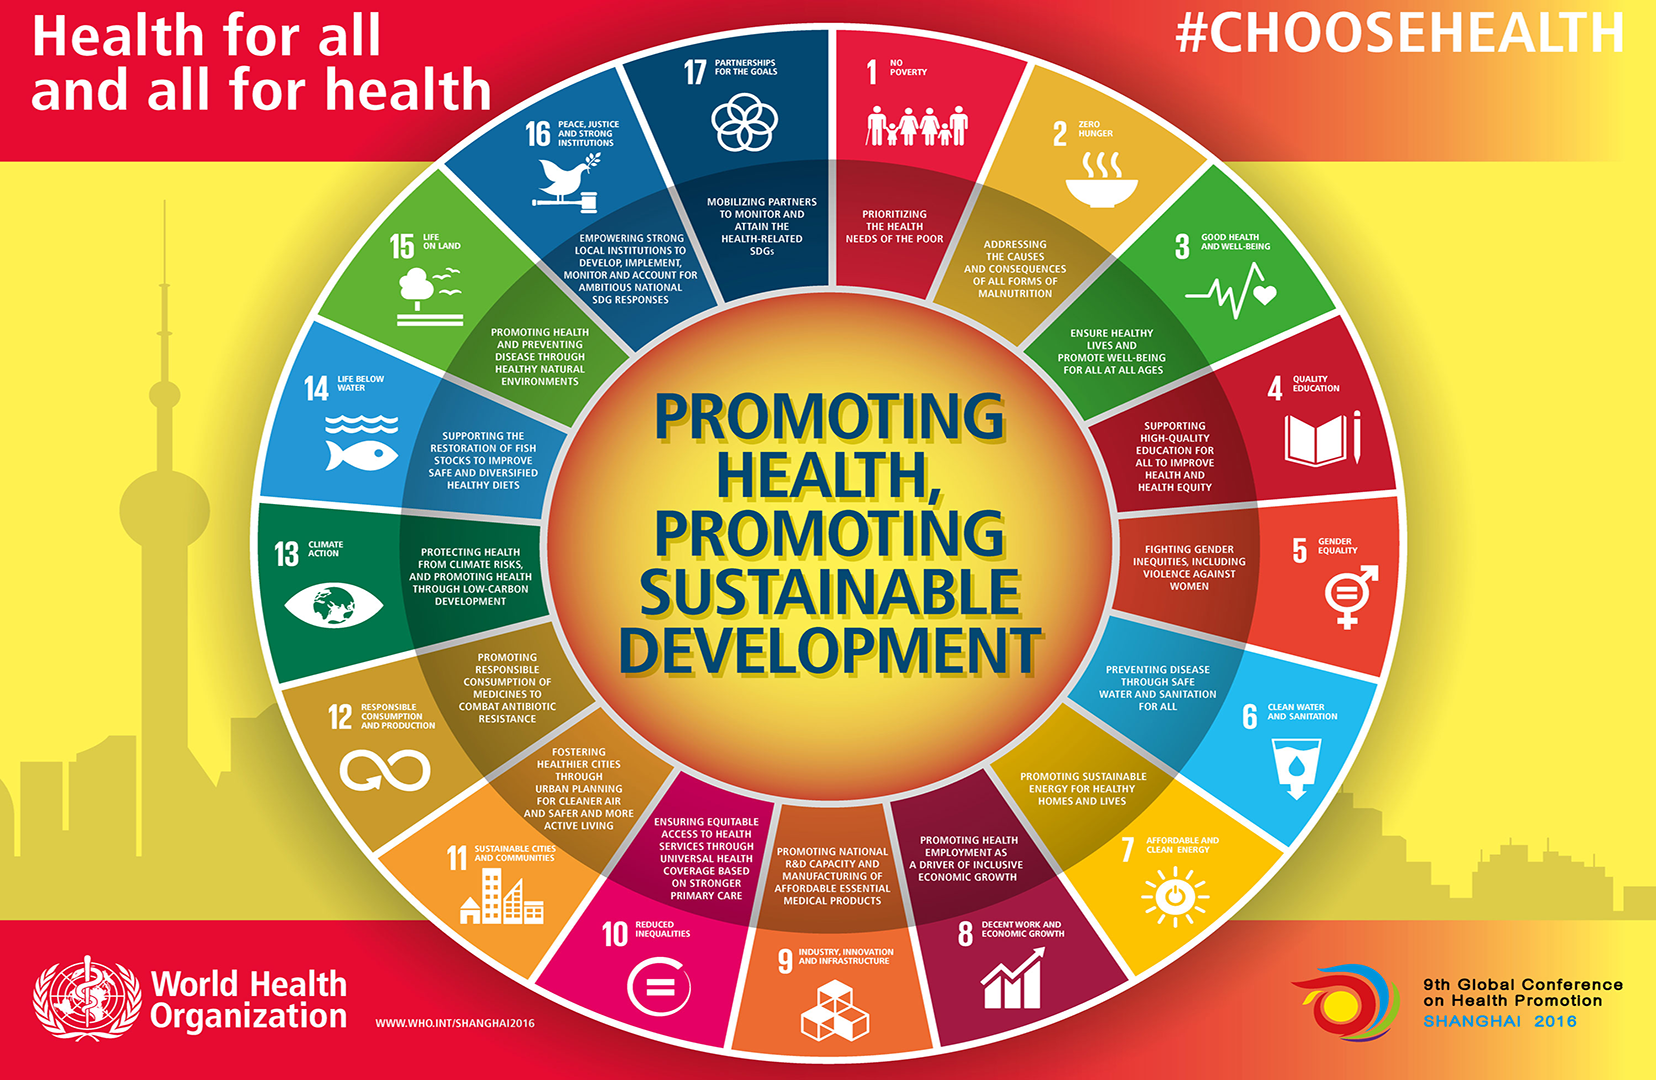 Health for all
and all for health
#CHOOSEHEALTH
1 NO
POVERTY
PRIORITIZING
THE HEALTH
NEEDS OF THE POOR
2 ZERO
HUNGER
ADDRESSING
THE CAUSES
AND CONSEQUENCES
OF ALL FORMS OF
MALNUTRITION
3 GOOD HEALTH
AND WELL-BEING
ENSURE HEALTHY
LIVES AND
PROMOTE WELL-BEING
FOR ALL AT ALL AGES
4 QUALITY
EDUCATION
SUPPORTING
HIGH-QUALITY
EDUCATION FOR
ALL TO IMPROVE
HEALTH AND
HEALTH EQUITY
5 GENDER
EQUALITY
FIGHTING GENDER
INEQUITIES, INCLUDING
VIOLENCE AGAINST
WOMEN
6 CLEAN WATER
AND SANITATION
PREVENTING DISEASE
THROUGH SAFE
WATER AND SANITATION
FOR ALL
7 AFFORDABLE AND
CLEAN ENERGY
PROMOTING SUSTAINABLE
ENERGY FOR HEALTHY
HOMES AND LIVES
8 DECENT WORK AND
ECONOMIC GROWTH
PROMOTING HEALTH
EMPLOYMENT AS
A DRIVER OF INCLUSIVE
ECONOMIC GROWTH
9 INDUSTRY, INNOVATION
AND INFRASTRUCTURE
PROMOTING NATIONAL
R&D CAPACITY AND
MANUFACTURING OF
AFFORDABLE ESSENTIAL
MEDICAL PRODUCTS
10 REDUCED
INEQUALITIES
ENSURING EQUITABLE
ACCESS TO HEALTH
SERVICES THROUGH
UNIVERSAL HEALTH
COVERAGE BASED
ON STRONGER
PRIMARY CARE
11 SUSTAINABLE CITIES
AND COMMUNITIES
FOSTERING
HEALTHIER CITIES
THROUGH
URBAN PLANNING
FOR CLEANER AIR
AND SAFER AND MORE
ACTIVE LIVING
12 RESPONSIBLE
CONSUMPTION
AND PRODUCTION
PROMOTING
RESPONSIBLE
CONSUMPTION OF
MEDICINES TO
COMBAT ANTIBIOTIC
RESISTANCE
13 CLIMATE
ACTION
PROTECTING HEALTH
FROM CLIMATE RISKS,
AND PROMOTING HEALTH
THROUGH LOW-CARBON
DEVELOPMENT
14 LIFE BELOW
WATER
SUPPORTING THE
RESTORATION OF FISH
STOCKS TO IMPROVE
SAFE AND DIVERSIFIED
HEALTHY DIETS
15 LIFE
ON LAND
PROMOTING HEALTH
AND PREVENTING
DISEASE THROUGH
HEALTHY NATURAL
ENVIRONMENTS
16 PEACE, JUSTICE
AND STRONG
INSTITUTIONS
EMPOWERING STRONG
LOCAL INSTITUTIONS TO
DEVELOP, IMPLEMENT,
MONITOR AND ACCOUNT FOR
AMBITIOUS NATIONAL
SDG RESPONSES
17 PARTNERSHIPS
FOR THE GOALS
MOBILIZING PARTNERS
TO MONITOR AND
ATTAIN THE
HEALTH-RELATED
SDGs
PROMOTING
HEALTH,
PROMOTING
SUSTAINABLE
DEVELOPMENT
World Health
Organization
WWW.WHO.INT/SHANGHAI2016
9th Global Conference
on Health Promotion
SHANGHAI 2016